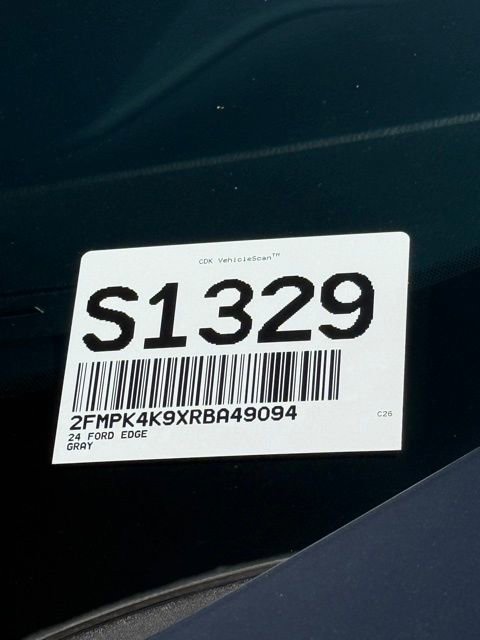 CDK VehicleScan™
S1329
2FMPK4K9XRBA49094
24 FORD EDGE
GRAY
C26